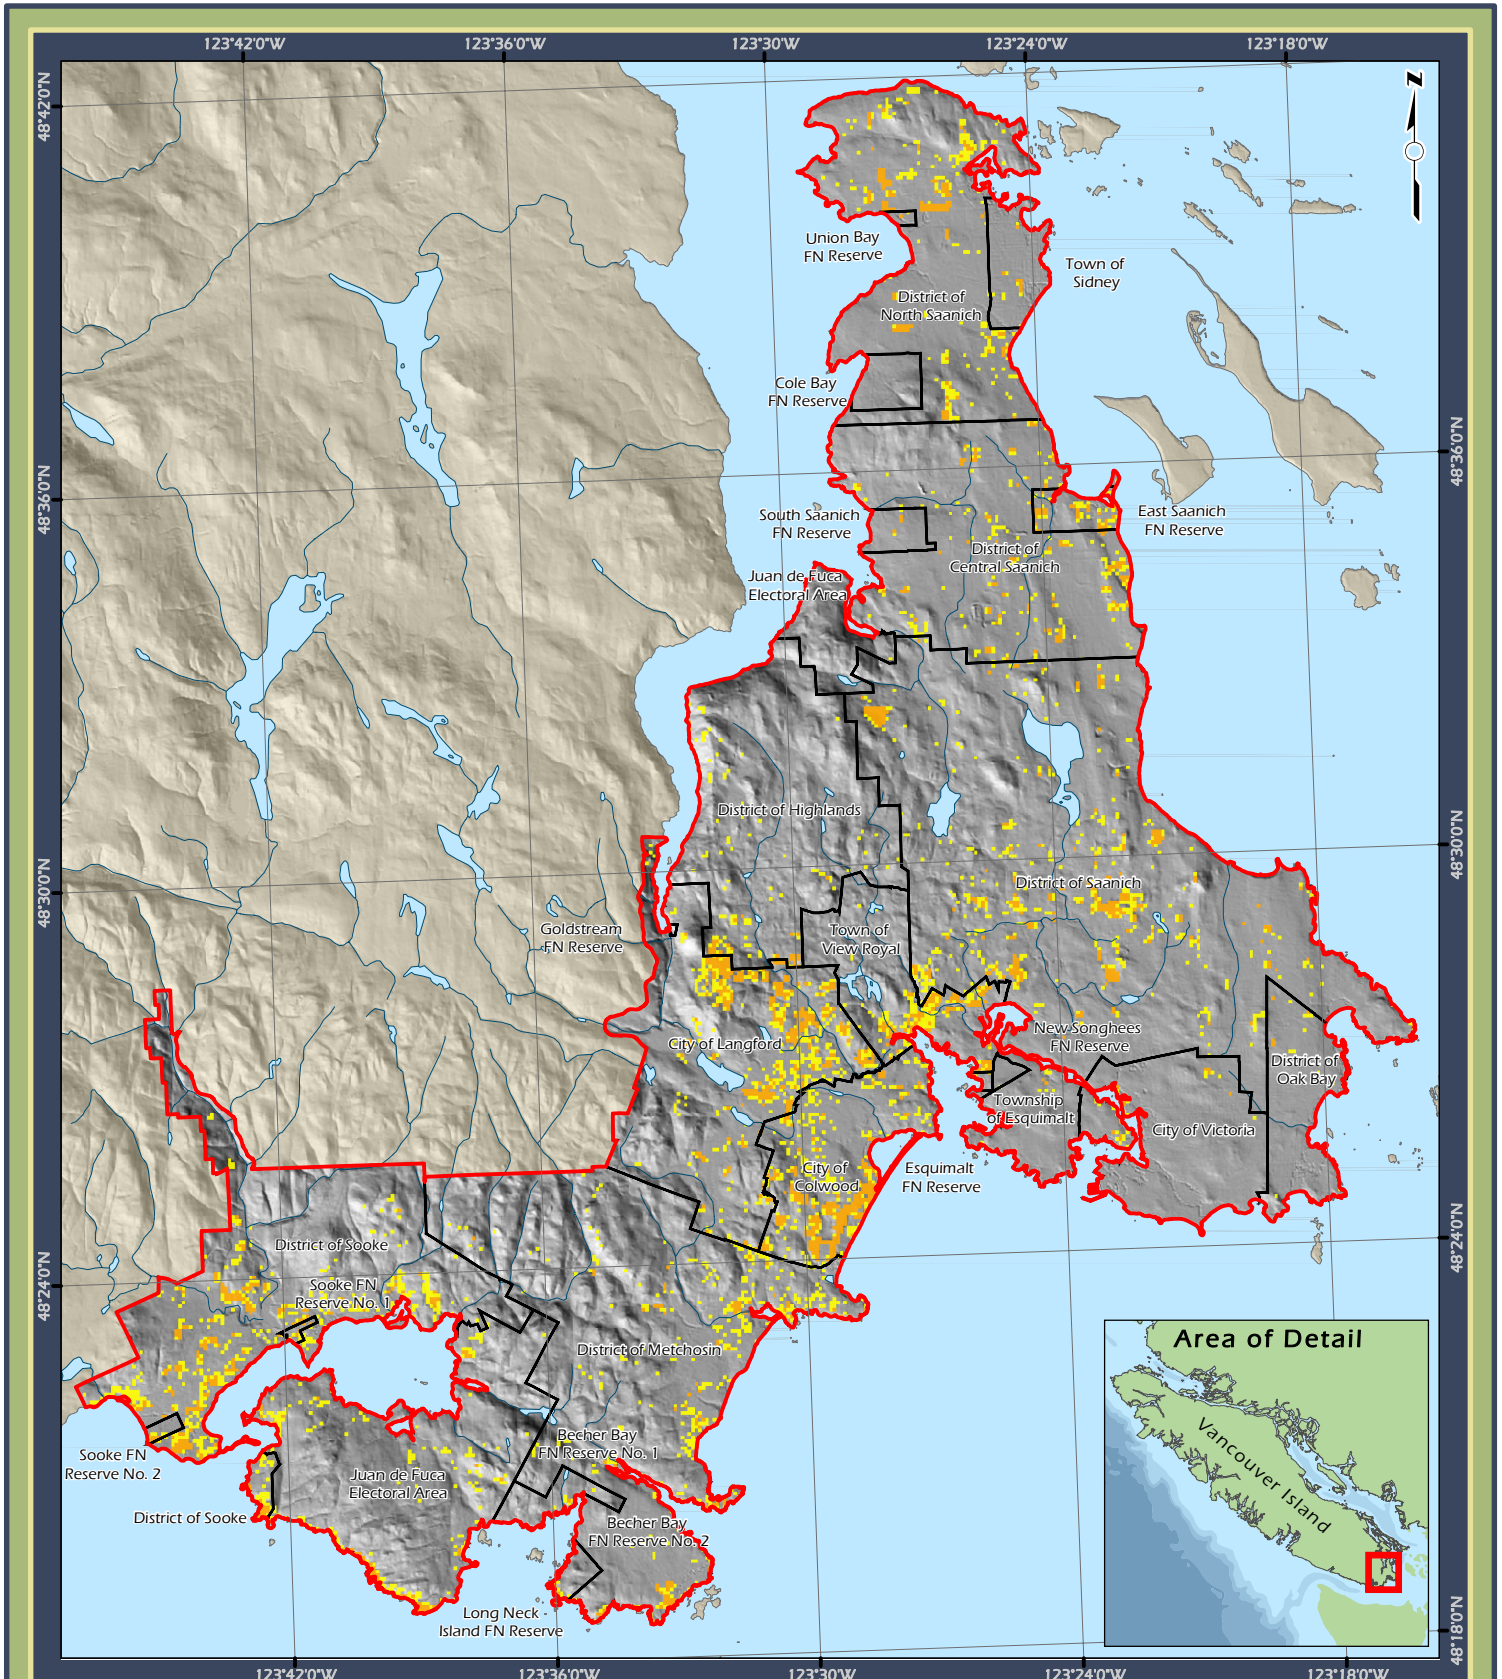 123°42'0"W
123°36'0"W
123°30'0"W
123°24'0"W
123°18'0"W
48°42'0"N
N
Union Bay
FN Reserve
Town of
Sidney
District of
North Saanich
Cole Bay
FN Reserve
48°36'0"N
48°36'0"N
South Saanich
FN Reserve
East Saanich
FN Reserve
District of
Central Saanich
Juan de Fuca
Electoral Area
District of Highlands
48°30'0"N
48°30'0"N
District of Saanich
Goldstream
FN Reserve
Town of
View Royal
City of Langford
New Songhees
FN Reserve
District of
Oak Bay
Township
of Esquimalt
City of Victoria
City of
Colwood
Esquimalt
FN Reserve
District of Sooke
48°24'0"N
48°24'0"N
Sooke FN
Reserve No. 1
District of Metchosin
Area of Detail
Vancouver Island
Becher Bay
FN Reserve No. 1
Sooke FN
Reserve No. 2
Juan de Fuca
Electoral Area
District of Sooke
Becher Bay
FN Reserve No. 2
Long Neck
Island FN Reserve
48°18'0"N
123°42'0"W
123°36'0"W
123°30'0"W
123°24'0"W
123°18'0"W